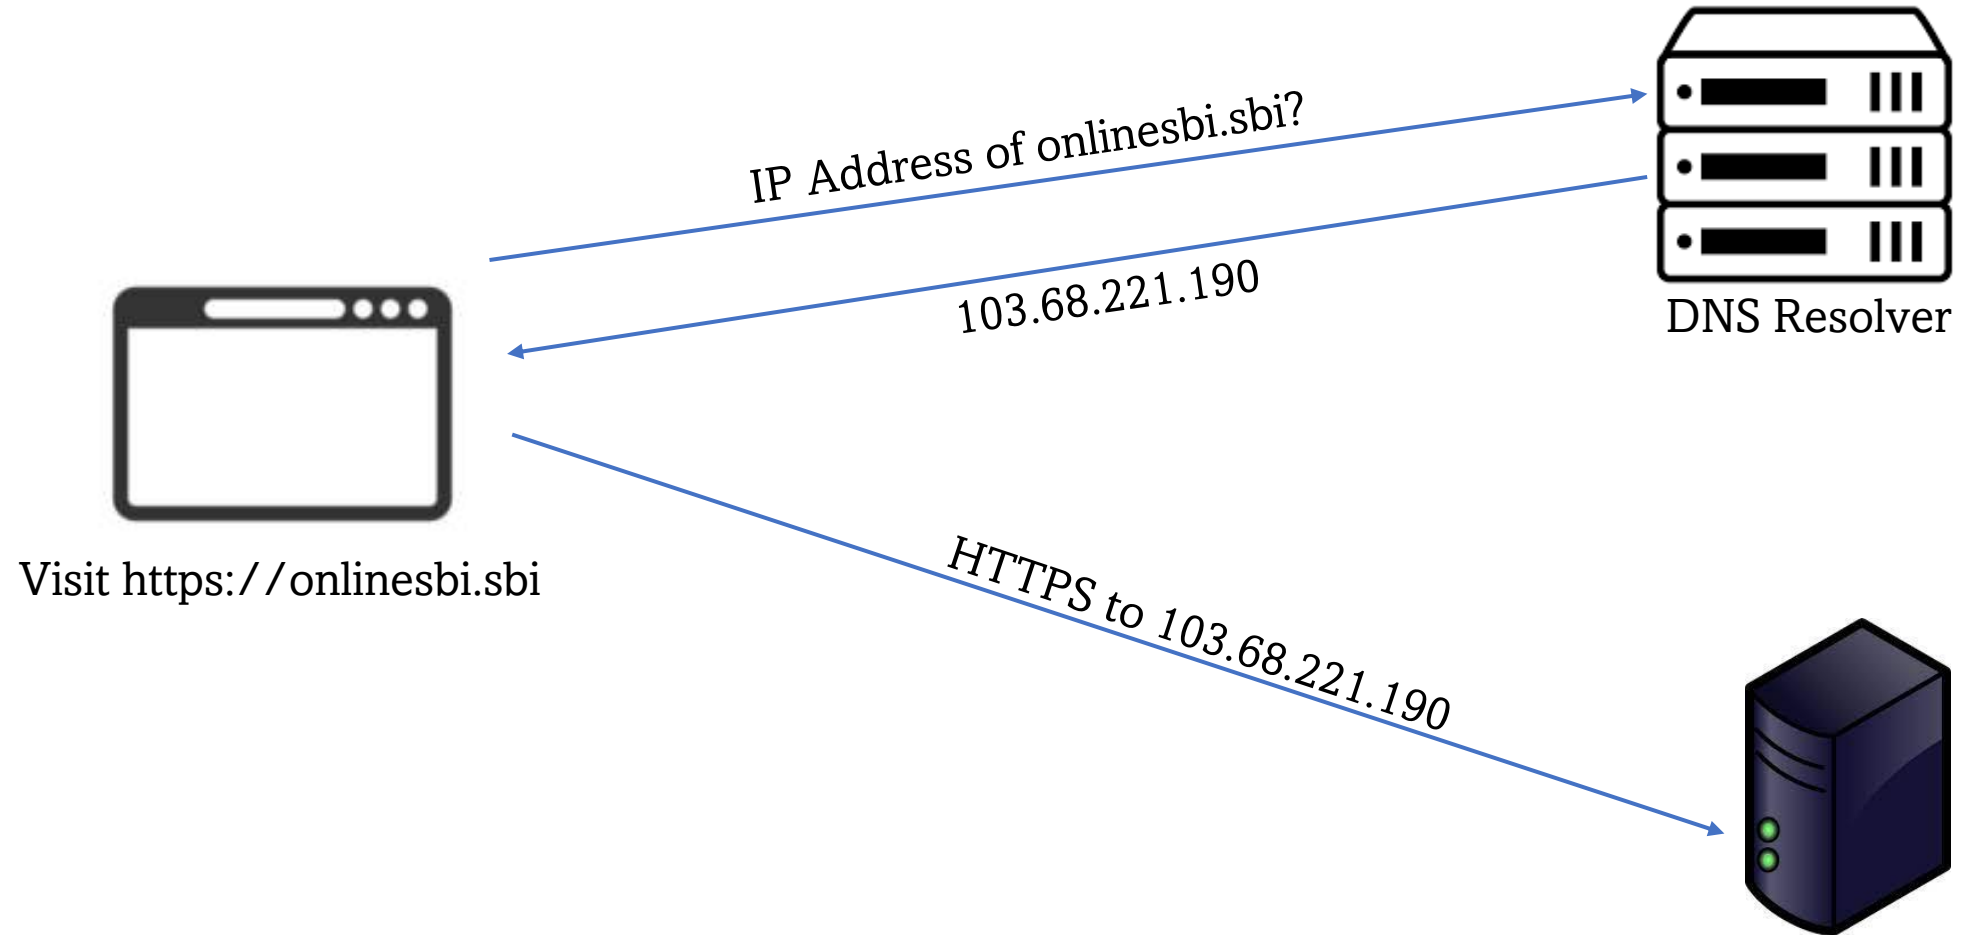 IP Address of onlinesbi.sbi?
103.68.221.190
DNS Resolver
Visit https://onlinesbi.sbi
HTTPS to 103.68.221.190